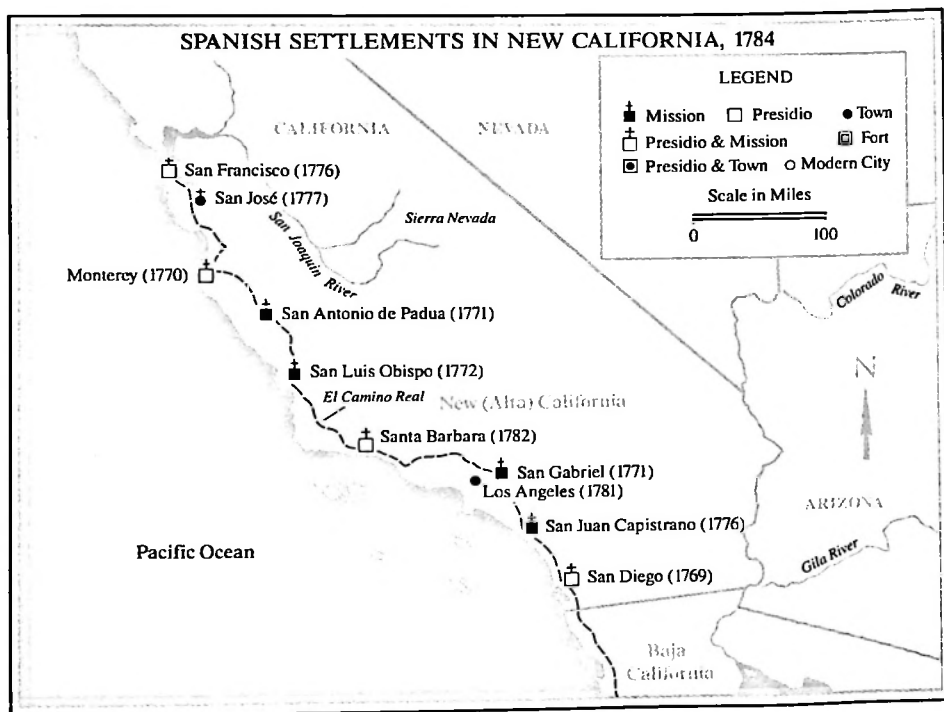 SPANISH SETTLEMENTS IN NEW CALIFORNIA, 1784
LEGEND
Mission
Presidio
Town
Presidio & Mission
Fort
Presidio & Town
Modern City
Scale in Miles
0
100
CALIFORNIA
NEVADA
San Francisco (1776)
San José (1777)
San Joaquin
River
Sierra Nevada
Monterey (1770)
San Antonio de Padua (1771)
San Luis Obispo (1772)
El Camino Real
New (Alta) California
Colorado
River
N
Santa Barbara (1782)
San Gabriel (1771)
Los Angeles (1781)
ARIZONA
San Juan Capistrano (1776)
Pacific Ocean
Gila River
San Diego (1769)
Baja
California